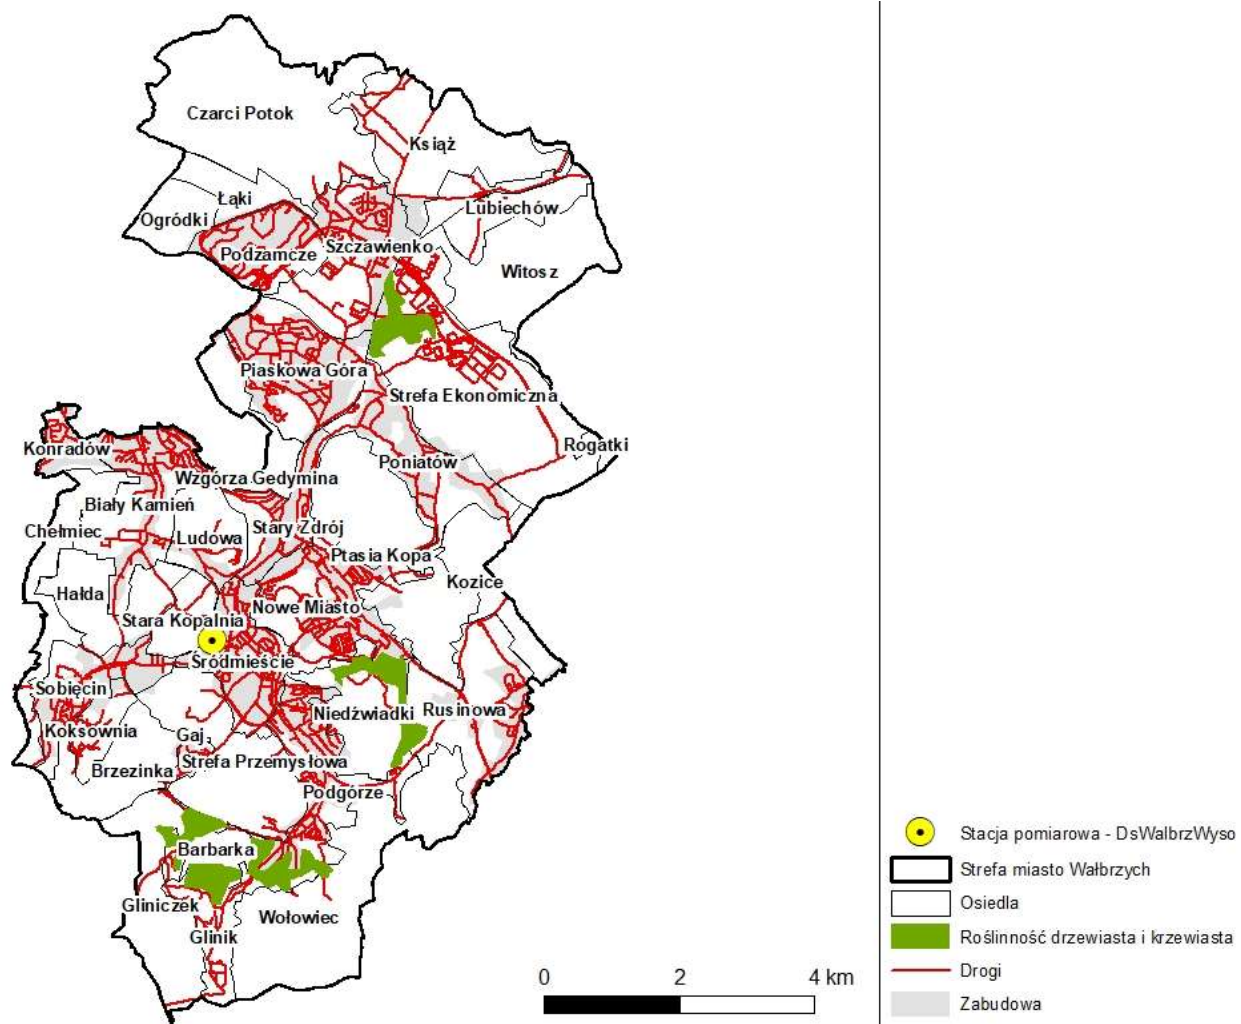 Czarci Potok
Książ
Łąki
Lubiechów
Ogródki
Szczawienko
Podzamcze
Witosz
Piaskowa Góra
Strefa Ekonomiczna
Rogatki
Konradów
Poniatów
Wzgórza Gedymina
Biały Kamień
Stary Zdrój
Chełmiec
Ludowa
Ptasia Kopa
Kozice
Hałda
Nowe Miasto
Stara Kopalnia
Śródmieście
Sobięcin
Niedźwiadki
Rusinowa
Koksownia
Gaj
Strefa Przemysłowa
Brzezinka
Podgórze
Barbarka
Gliniczek
Wołowiec
Glinik
0 2 4 km
Stacja pomiarowa - DsWalbrzWyso
Strefa miasto Wałbrzych
Osiedla
Roślinność drzewiasta i krzewiasta
Drogi
Zabudowa